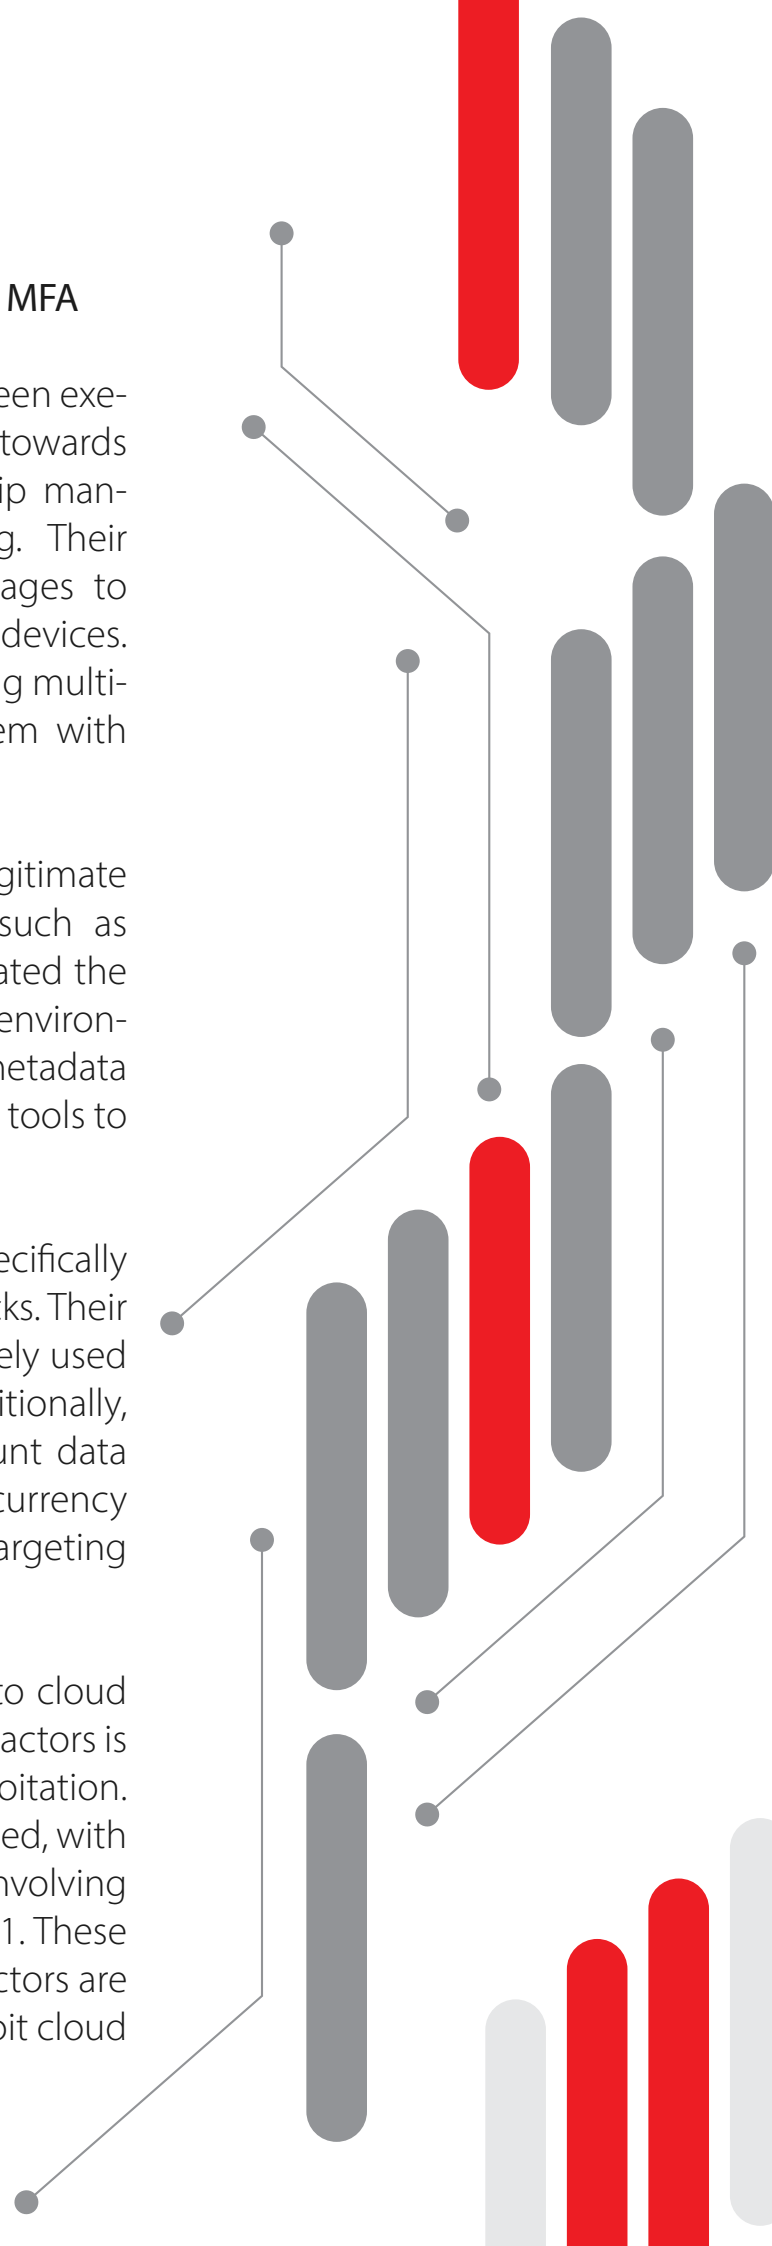 MFA
een exe-
towards
ip man-
g. Their
ages to
devices.
g multi-
em with
gitimate
such as
ated the
environ-
netadata
tools to
ecifically
ks. Their
ely used
itionally,
unt data
currency
argeting
to cloud
actors is
oitation.
ed, with
nvolving
1. These
ctors are
oit cloud